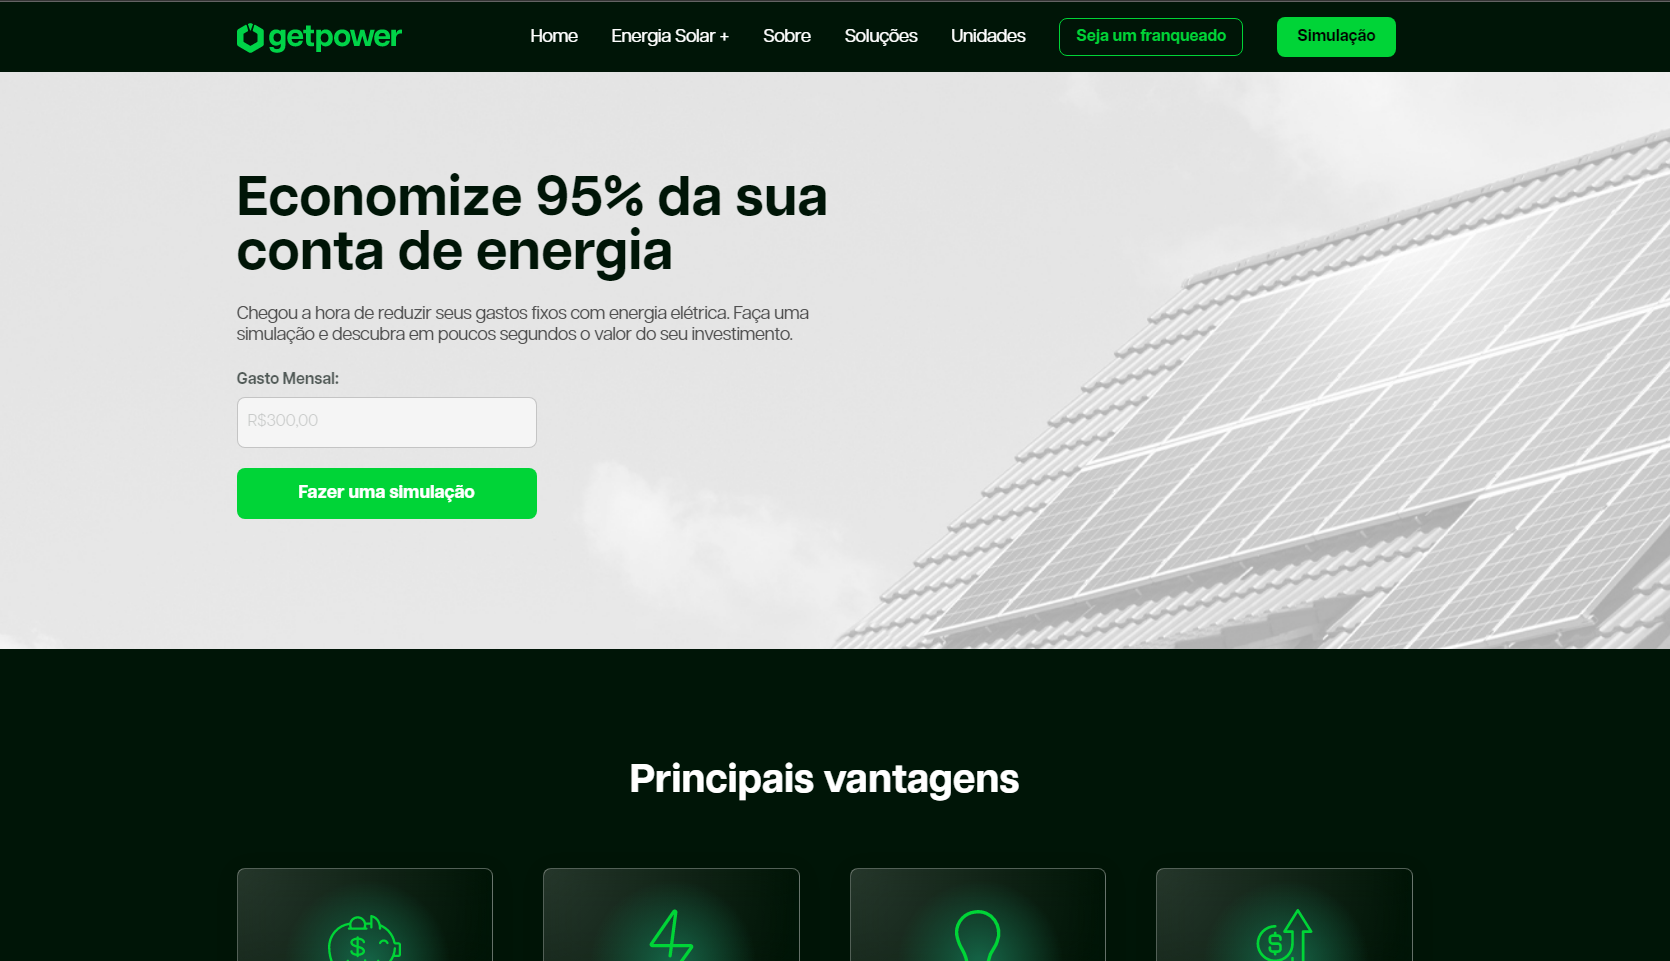 getpower
Home
Energia Solar +
Sobre
Soluções
Unidades
Seja um franqueado
Simulação
Economize 95% da sua
conta de energia
Chegou a hora de reduzir seus gastos fixos com energia elétrica. Faça uma
simulação e descubra em poucos segundos o valor do seu investimento.
Gasto Mensal:
R$300,00
Fazer uma simulação
Principais vantagens
$
$